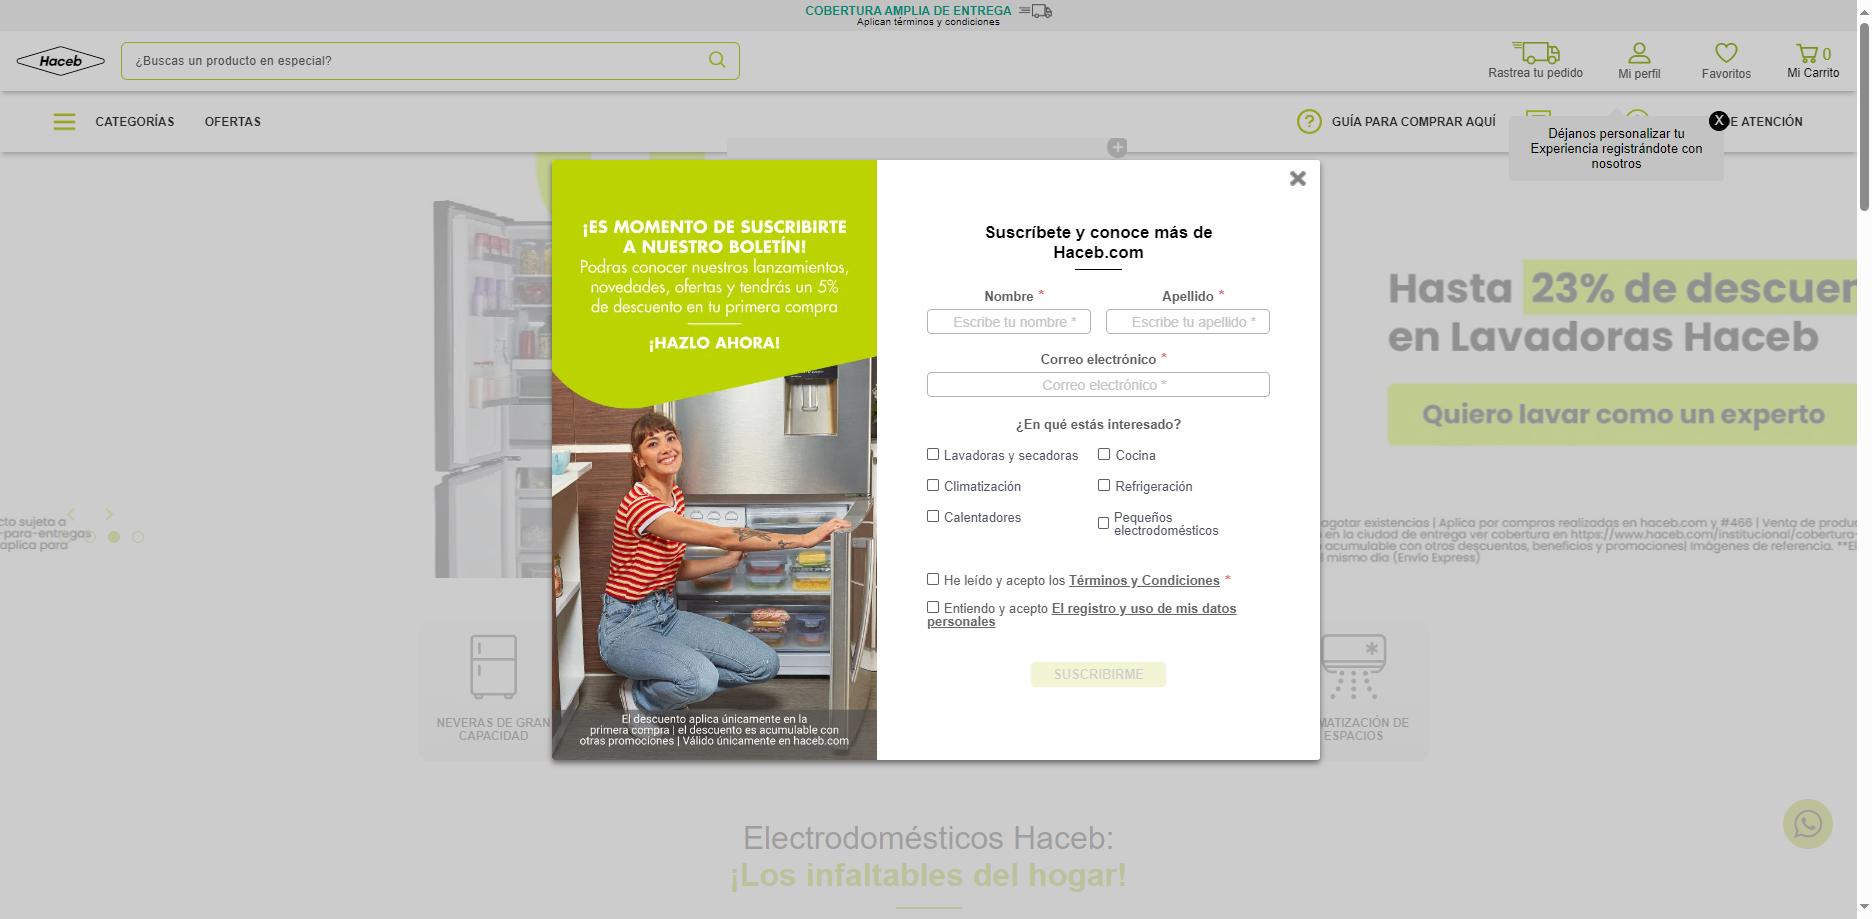 COBERTURA AMPLIA DE ENTREGA
Aplican términos y condiciones
Haceb
¿Buscas un producto en especial?
Rastrea tu pedido
Mi perfil
Favoritos
0
Mi Carrito
CATEGORÍAS
OFERTAS
GUÍA PARA COMPRAR AQUÍ
E ATENCIÓN
X
Déjanos personalizar tu
Experiencia registrándote con
nosotros
¡ES MOMENTO DE SUSCRIBIRTE
A NUESTRO BOLETÍN!
Podras conocer nuestros lanzamientos,
novedades, ofertas y tendrás un 5%
de descuento en tu primera compra
¡HAZLO AHORA!
El descuento aplica únicamente en la
primera compra | el descuento es acumulable con
otras promociones | Válido únicamente en haceb.com
Suscríbete y conoce más de
Haceb.com
Nombre *
Apellido *
Escribe tu nombre *
Escribe tu apellido *
Correo electrónico *
Correo electrónico *
¿En qué estás interesado?
Lavadoras y secadoras
Cocina
Climatización
Refrigeración
Calentadores
Pequeños
electrodomésticos
He leído y acepto los Términos y Condiciones *
Entiendo y acepto El registro y uso de mis datos
personales
SUSCRIBIRME
Hasta 23% de descuen
en Lavadoras Haceb
Quiero lavar como un experto
cto sujeta a
-para-entregas
aplica para
agotar existencias | Aplica por compras realizadas en haceb.com y #466 | Venta de produc
en la ciudad de entrega ver cobertura en https://www.haceb.com/institucional/cobertura-
acumulable con otros descuentos, beneficios y promociones| Imágenes de referencia. **El
mismo día (Envío Express)
NEVERAS DE GRAN
CAPACIDAD
MATIZACIÓN DE
ESPACIOS
Electrodomésticos Haceb:
¡Los infaltables del hogar!